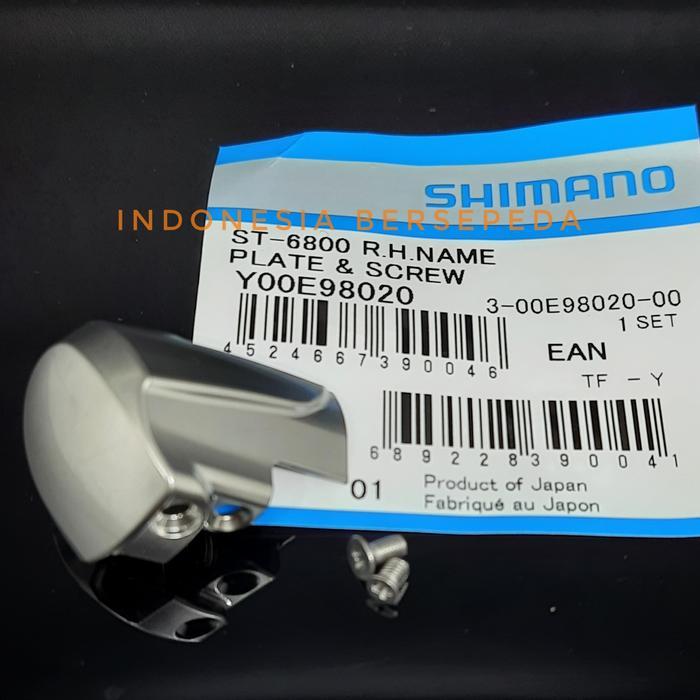 SHIMANO
INDONESIA BERSEPEDA
ST-6800 R.H.NAME
PLATE & SCREW
Y00E98020
3-00E98020-00
1 SET
4524667390046
EAN
TF - Y
689228390041
01
Product of Japan
Fabriqué au Japon